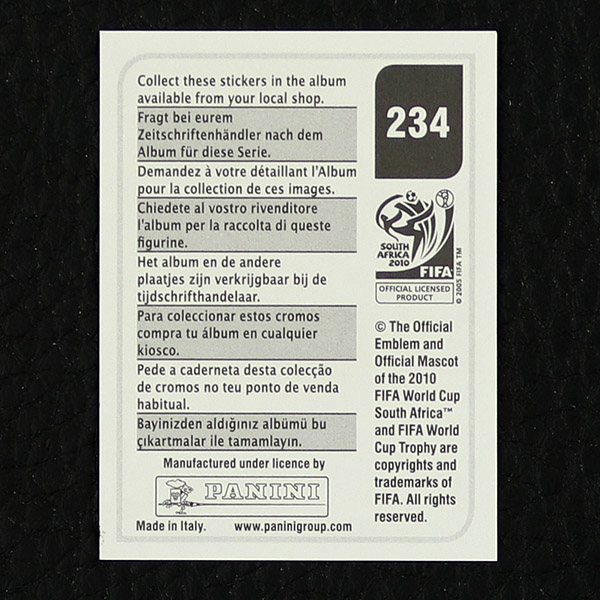 Collect these stickers in the album
available from your local shop.
Fragt bei eurem
Zeitschriftenhändler nach dem
Album für diese Serie.
Demandez à votre détaillant l'Album
pour la collection de ces images.
Chiedete al vostro rivenditore
l'album per la raccolta di queste
figurine.
Het album en de andere
plaatjes zijn verkrijgbaar bij de
tijdschrifthandelaar.
Para coleccionar estos cromos
compra tu álbum en cualquier
kiosco.
Pede a caderneta desta colecção
de cromos no teu ponto de venda
habitual.
Bayinizden aldığınız albümü bu
çıkartmalar ile tamamlayın.
Manufactured under licence by
PANINI
Made in Italy. www.paninigroup.com
234
SOUTH
AFRICA
2010
FIFA
© 2005 FIFA TM
OFFICIAL LICENSED
PRODUCT
© The Official
Emblem and
Official Mascot
of the 2010
FIFA World Cup
South Africa™
and FIFA World
Cup Trophy are
copyrights and
trademarks of
FIFA. All rights
reserved.